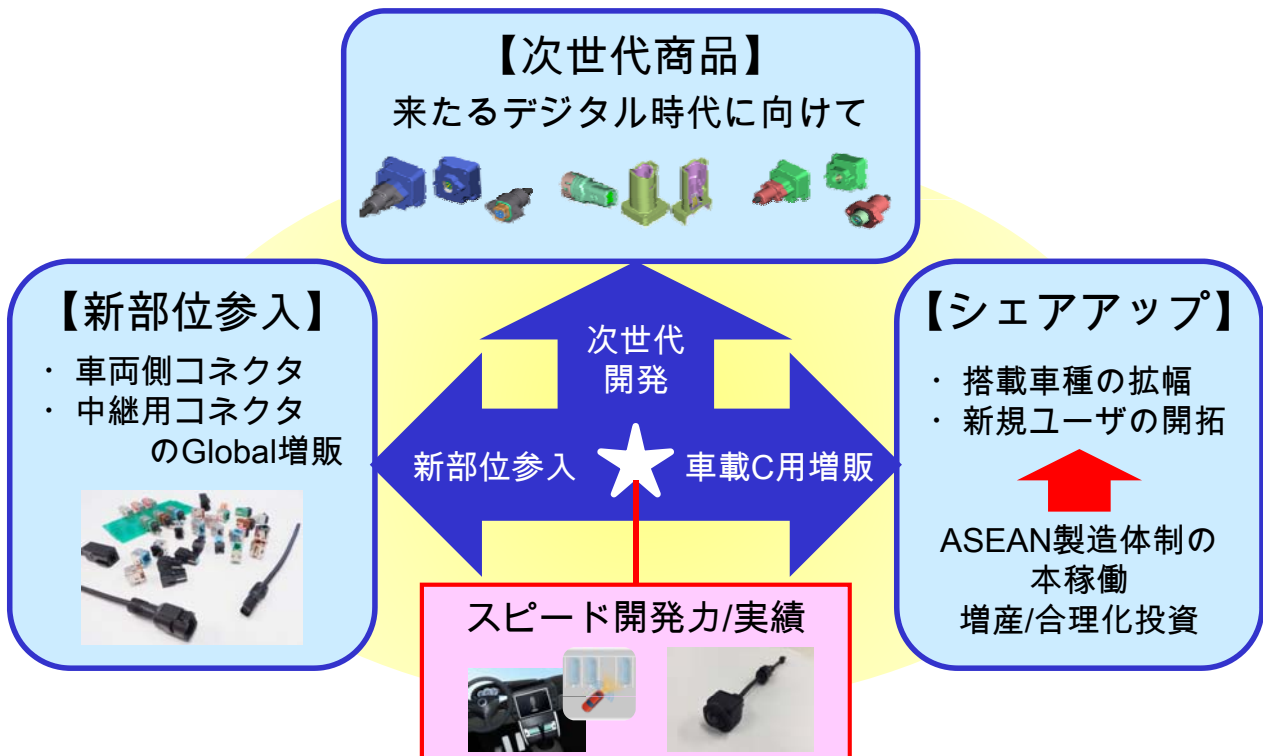 【次世代商品】
来たるデジタル時代に向けて
【新部位参入】
・ 車両側コネクタ
・ 中継用コネクタ
のGlobal増販
次世代
開発
新部位参入
車載C用増販
【シェアアップ】
・ 搭載車種の拡幅
・ 新規ユーザの開拓
ASEAN製造体制の
本稼働
増産/合理化投資
スピード開発力/実績